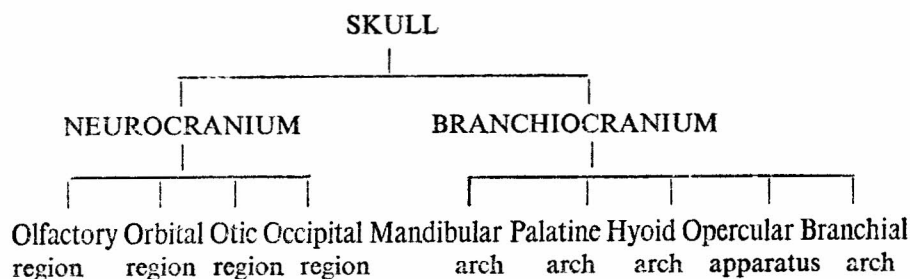 SKULL
NEUROCRANIUM BRANCHIOCRANIUM
Olfactory Orbital Otic Occipital Mandibular Palatine Hyoid Opercular Branchial
region region region region arch arch arch apparatus arch